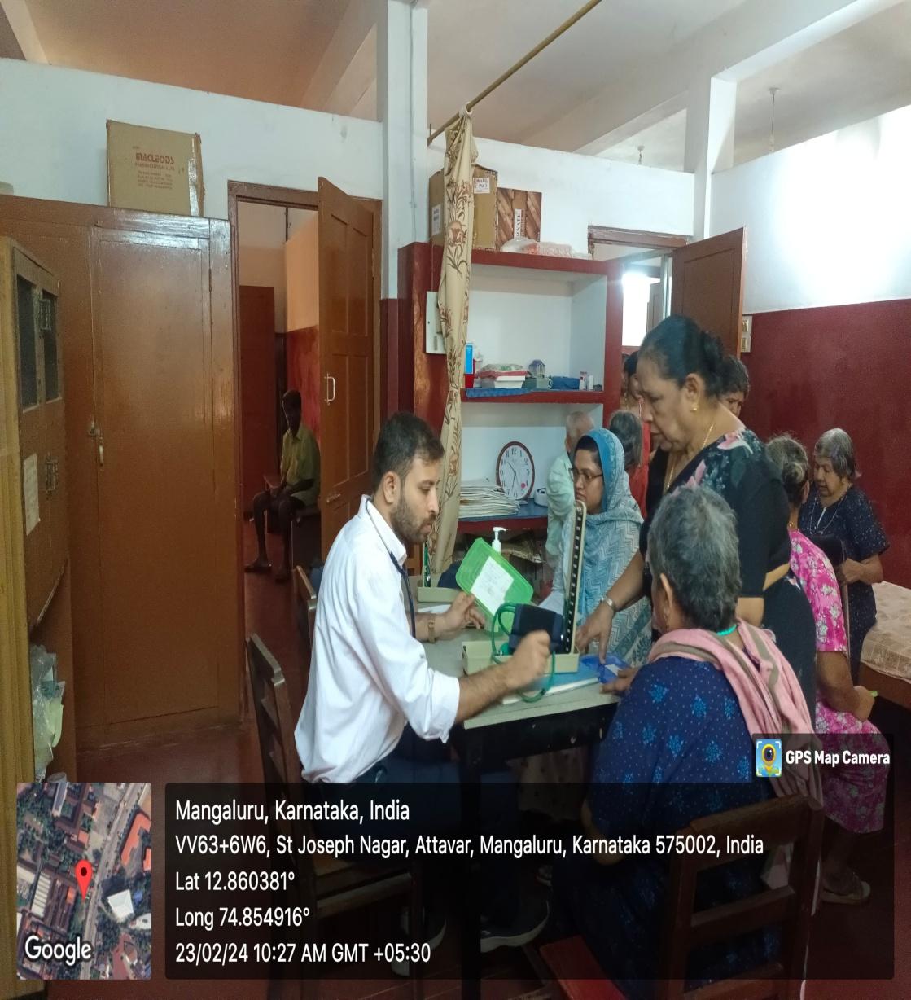 MACLEODS
GPS Map Camera
Mangaluru, Karnataka, India
VV63+6W6, St Joseph Nagar, Attavar, Mangaluru, Karnataka 575002, India
Lat 12.860381°
Long 74.854916°
23/02/24 10:27 AM GMT +05:30
Google